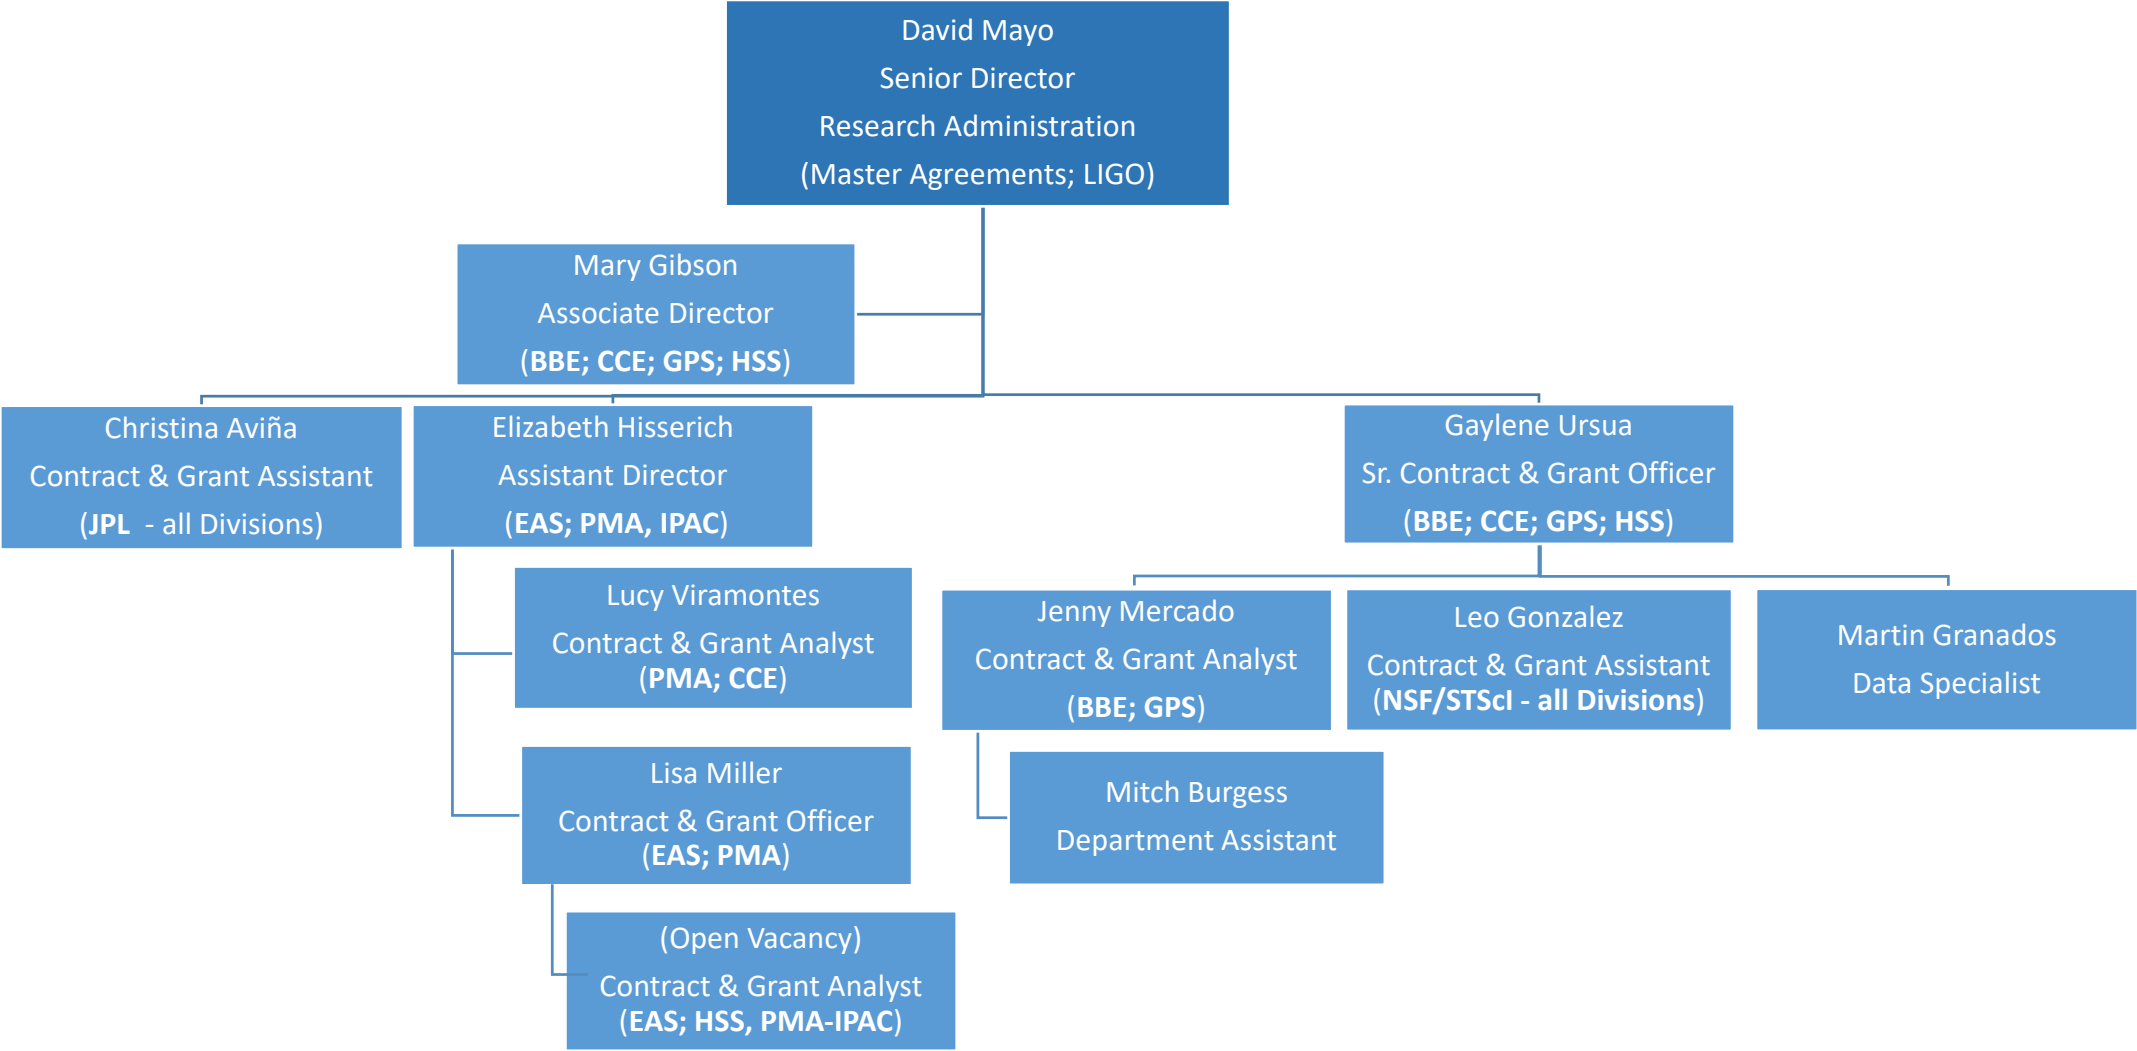 David Mayo
Senior Director
Research Administration
(Master Agreements; LIGO)
Mary Gibson
Associate Director
(BBE; CCE; GPS; HSS)
Christina Aviña
Contract & Grant Assistant
(JPL  - all Divisions)
Elizabeth Hisserich
Assistant Director
(EAS; PMA, IPAC)
Gaylene Ursua
Sr. Contract & Grant Officer
(BBE; CCE; GPS; HSS)
Lucy Viramontes
Contract & Grant Analyst
(PMA; CCE)
Lisa Miller
Contract & Grant Officer
(EAS; PMA)
(Open Vacancy)
Contract & Grant Analyst
(EAS; HSS, PMA-IPAC)
Jenny Mercado
Contract & Grant Analyst
(BBE; GPS)
Mitch Burgess
Department Assistant
Leo Gonzalez
Contract & Grant Assistant
(NSF/STScI - all Divisions)
Martin Granados
Data Specialist